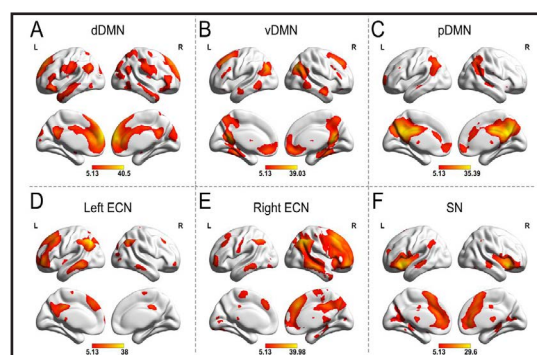 A dDMN
L R
5.13 40.5
B vDMN
L R
5.13 39.03
C pDMN
L R
5.13 35.39
D Left ECN
L R
5.13 38
E Right ECN
L R
5.13 39.98
F SN
L R
5.13 29.6